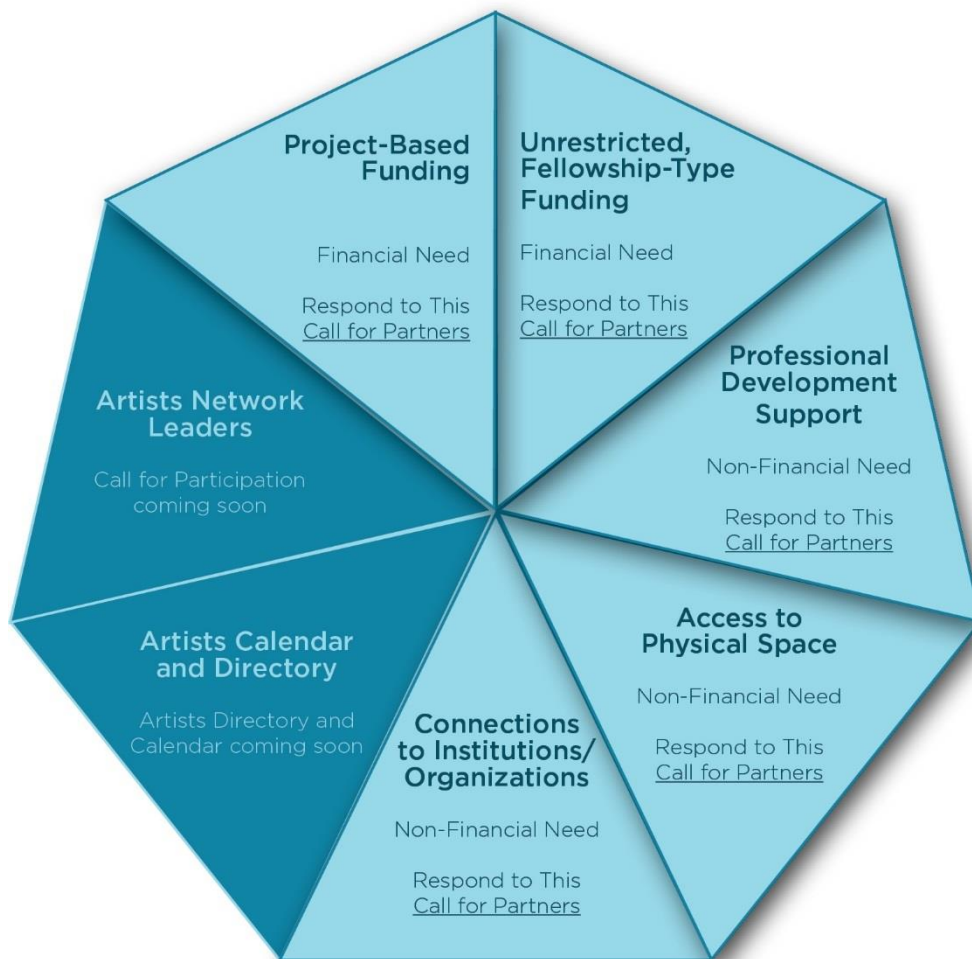 Project-Based
Funding
Financial Need
Respond to This
Call for Partners
Unrestricted,
Fellowship-Type
Funding
Financial Need
Respond to This
Call for Partners
Professional
Development
Support
Non-Financial Need
Respond to This
Call for Partners
Access to
Physical Space
Non-Financial Need
Respond to This
Call for Partners
Connections
to Institutions/
Organizations
Non-Financial Need
Respond to This
Call for Partners
Artists Calendar
and Directory
Artists Directory and
Calendar coming soon
Artists Network
Leaders
Call for Participation
coming soon